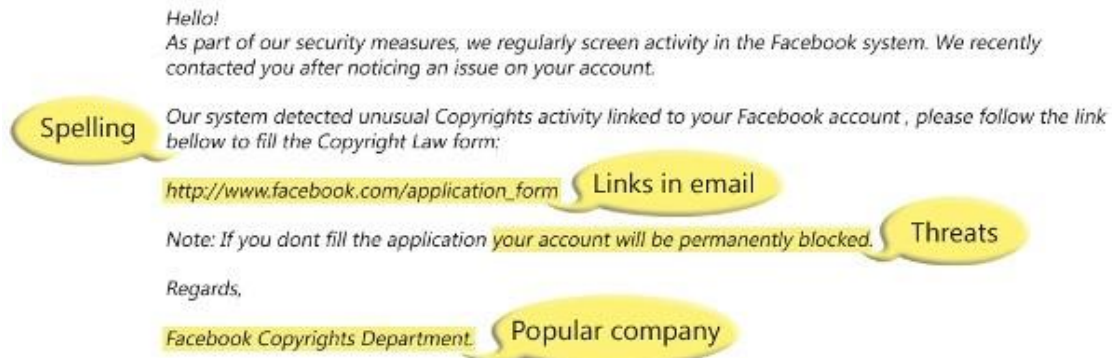 Hello!
As part of our security measures, we regularly screen activity in the Facebook system. We recently
contacted you after noticing an issue on your account.
Spelling
Our system detected unusual Copyrights activity linked to your Facebook account , please follow the link
bellow to fill the Copyright Law form:
http://www.facebook.com/application_form
Links in email
Note: If you dont fill the application your account will be permanently blocked.
Threats
Regards,
Facebook Copyrights Department.
Popular company